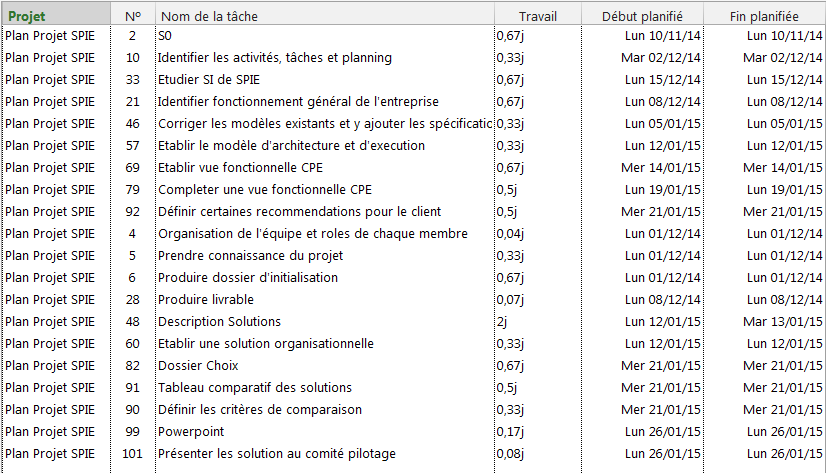 Projet Nº Nom de la tâche Travail Début planifié Fin planifiée
Plan Projet SPIE 2 S0 0,67j Lun 10/11/14 Lun 10/11/14
Plan Projet SPIE 10 Identifier les activités, tâches et planning 0,33j Mar 02/12/14 Mar 02/12/14
Plan Projet SPIE 33 Etudier SI de SPIE 0,67j Lun 15/12/14 Lun 15/12/14
Plan Projet SPIE 21 Identifier fonctionnement général de l'entreprise 0,67j Lun 08/12/14 Lun 08/12/14
Plan Projet SPIE 46 Corriger les modèles existants et y ajouter les spécificatic 0,33j Lun 05/01/15 Lun 05/01/15
Plan Projet SPIE 57 Etablir le modèle d'architecture et d'execution 0,33j Lun 12/01/15 Lun 12/01/15
Plan Projet SPIE 69 Etablir vue fonctionnelle CPE 0,67j Mer 14/01/15 Mer 14/01/15
Plan Projet SPIE 79 Completer une vue fonctionnelle CPE 0,5j Lun 19/01/15 Lun 19/01/15
Plan Projet SPIE 92 Définir certaines recommendations pour le client 0,5j Mer 21/01/15 Mer 21/01/15
Plan Projet SPIE 4 Organisation de l'équipe et roles de chaque membre 0,04j Lun 01/12/14 Lun 01/12/14
Plan Projet SPIE 5 Prendre connaissance du projet 0,33j Lun 01/12/14 Lun 01/12/14
Plan Projet SPIE 6 Produire dossier d'initialisation 0,67j Lun 01/12/14 Lun 01/12/14
Plan Projet SPIE 28 Produire livrable 0,07j Lun 08/12/14 Lun 08/12/14
Plan Projet SPIE 48 Description Solutions 2j Lun 12/01/15 Mar 13/01/15
Plan Projet SPIE 60 Etablir une solution organisationnelle 0,33j Lun 12/01/15 Lun 12/01/15
Plan Projet SPIE 82 Dossier Choix 0,67j Mer 21/01/15 Mer 21/01/15
Plan Projet SPIE 91 Tableau comparatif des solutions 0,5j Mer 21/01/15 Mer 21/01/15
Plan Projet SPIE 90 Définir les critères de comparaison 0,33j Mer 21/01/15 Mer 21/01/15
Plan Projet SPIE 99 Powerpoint 0,17j Lun 26/01/15 Lun 26/01/15
Plan Projet SPIE 101 Présenter les solution au comité pilotage 0,08j Lun 26/01/15 Lun 26/01/15